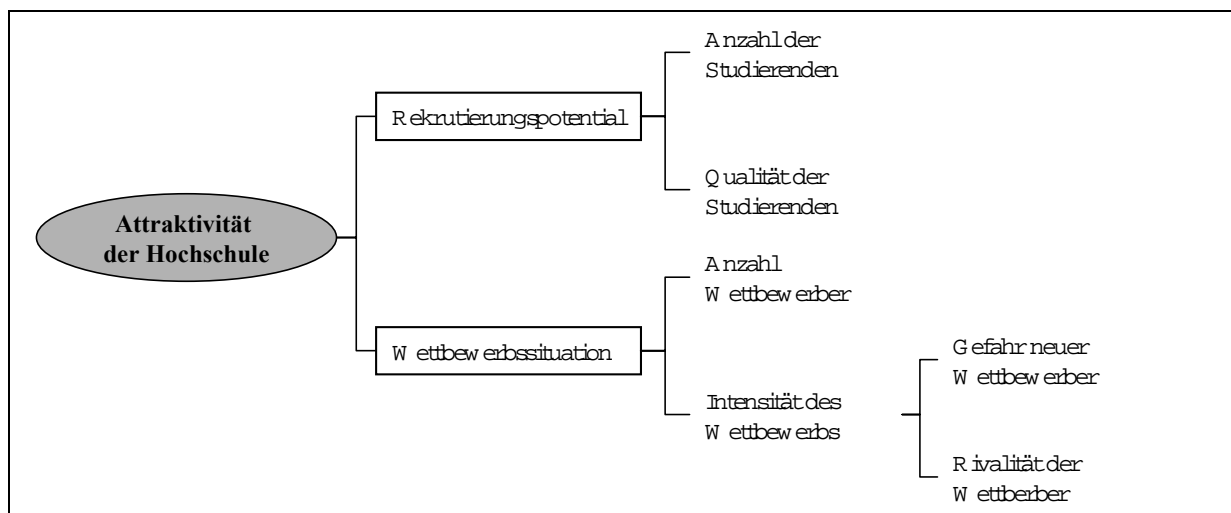 Anzahl der
Studierenden
Rekrutierungspotential
Qualität der
Studierenden
Attraktivität
der Hochschule
Anzahl
Wettbewerber
Wettbewerbssituation
Gefahr neuer
Wettbewerber
Intensität des
Wettbewerbs
Rivalität der
Wettberber